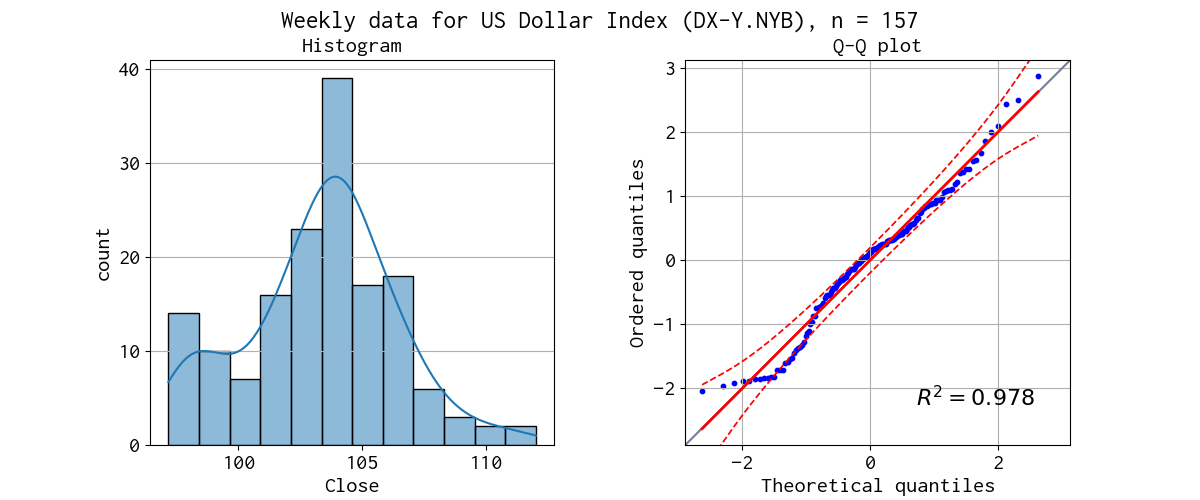 Weekly data for US Dollar Index (DX-Y.NYB), n = 157
Histogram
40
30
20
10
0
count
100 105 110
Close
Q-Q plot
3
2
1
0
−1
−2
Ordered quantiles
R² = 0.978
−2 0 2
Theoretical quantiles